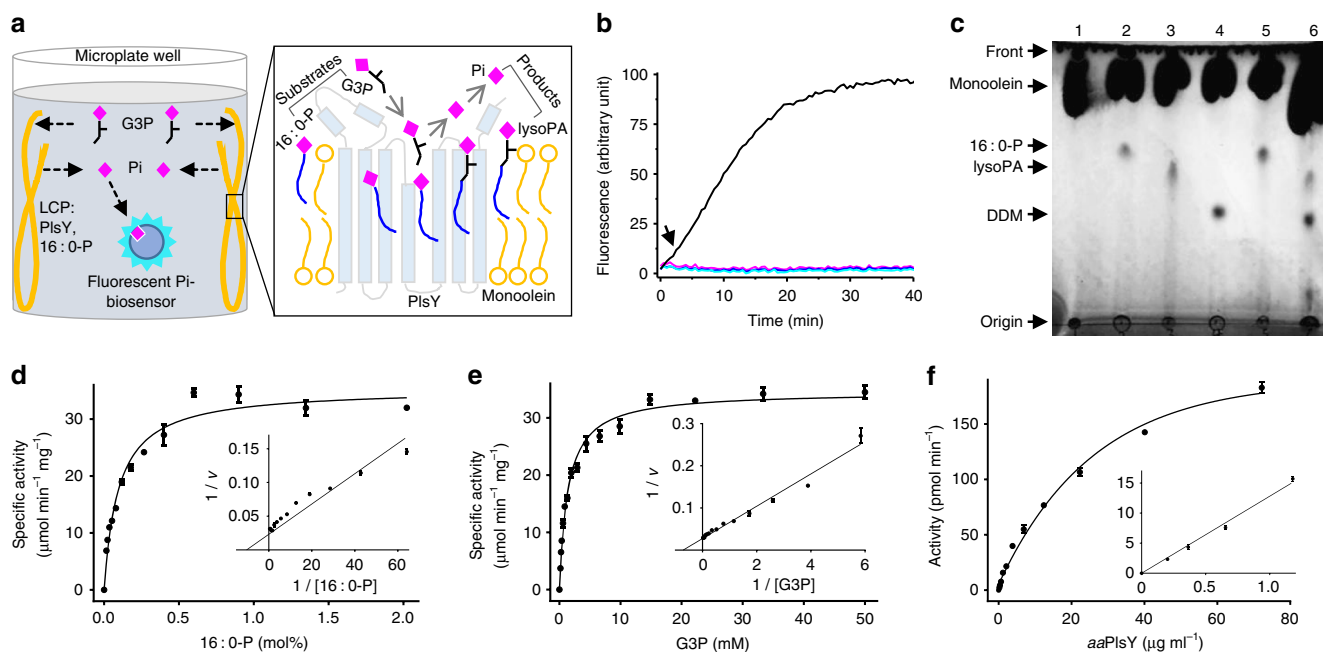 a
Microplate well
G3P
Pi
LCP:
PlsY,
16:0-P
Fluorescent Pi-
biosensor
Substrates
G3P
16:0-P
Pi
Products
lysoPA
PlsY
Monoolein
b
Fluorescence (arbitrary unit)
100
75
50
25
0
0 10 20 30 40
Time (min)
c
1 2 3 4 5 6
Front
Monoolein
16:0-P
lysoPA
DDM
Origin
d
Specific activity
(μmol min⁻¹ mg⁻¹)
30
20
10
0
0 0.5 1.0 1.5 2.0
16:0-P (mol%)
1 / v
0.15
0.10
0.05
0.00
0 20 40 60
1 / [16:0-P]
e
Specific activity
(μmol min⁻¹ mg⁻¹)
30
20
10
0
0 10 20 30 40 50
G3P (mM)
1 / v
0.3
0.2
0.1
0
0 2 4 6
1 / [G3P]
f
Activity (pmol min⁻¹)
150
100
50
0
0 20 40 60 80
aaPlsY (μg ml⁻¹)
15
10
5
0
0 0.5 1.0